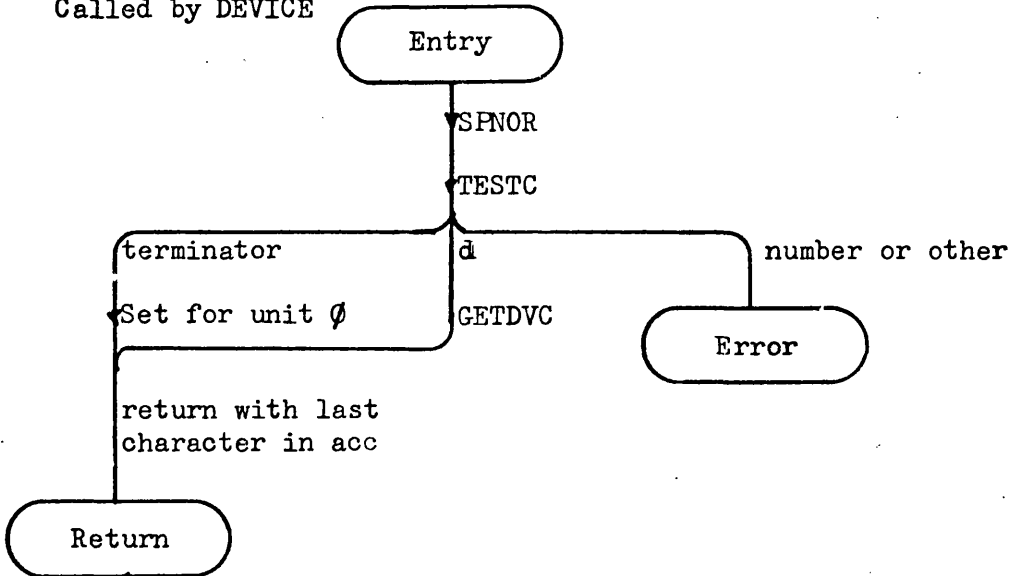 Called by DEVICE
Entry
SPNOR
TESTC
terminator
d
number or other
Set for unit Ø
GETDVC
Error
return with last
character in acc
Return